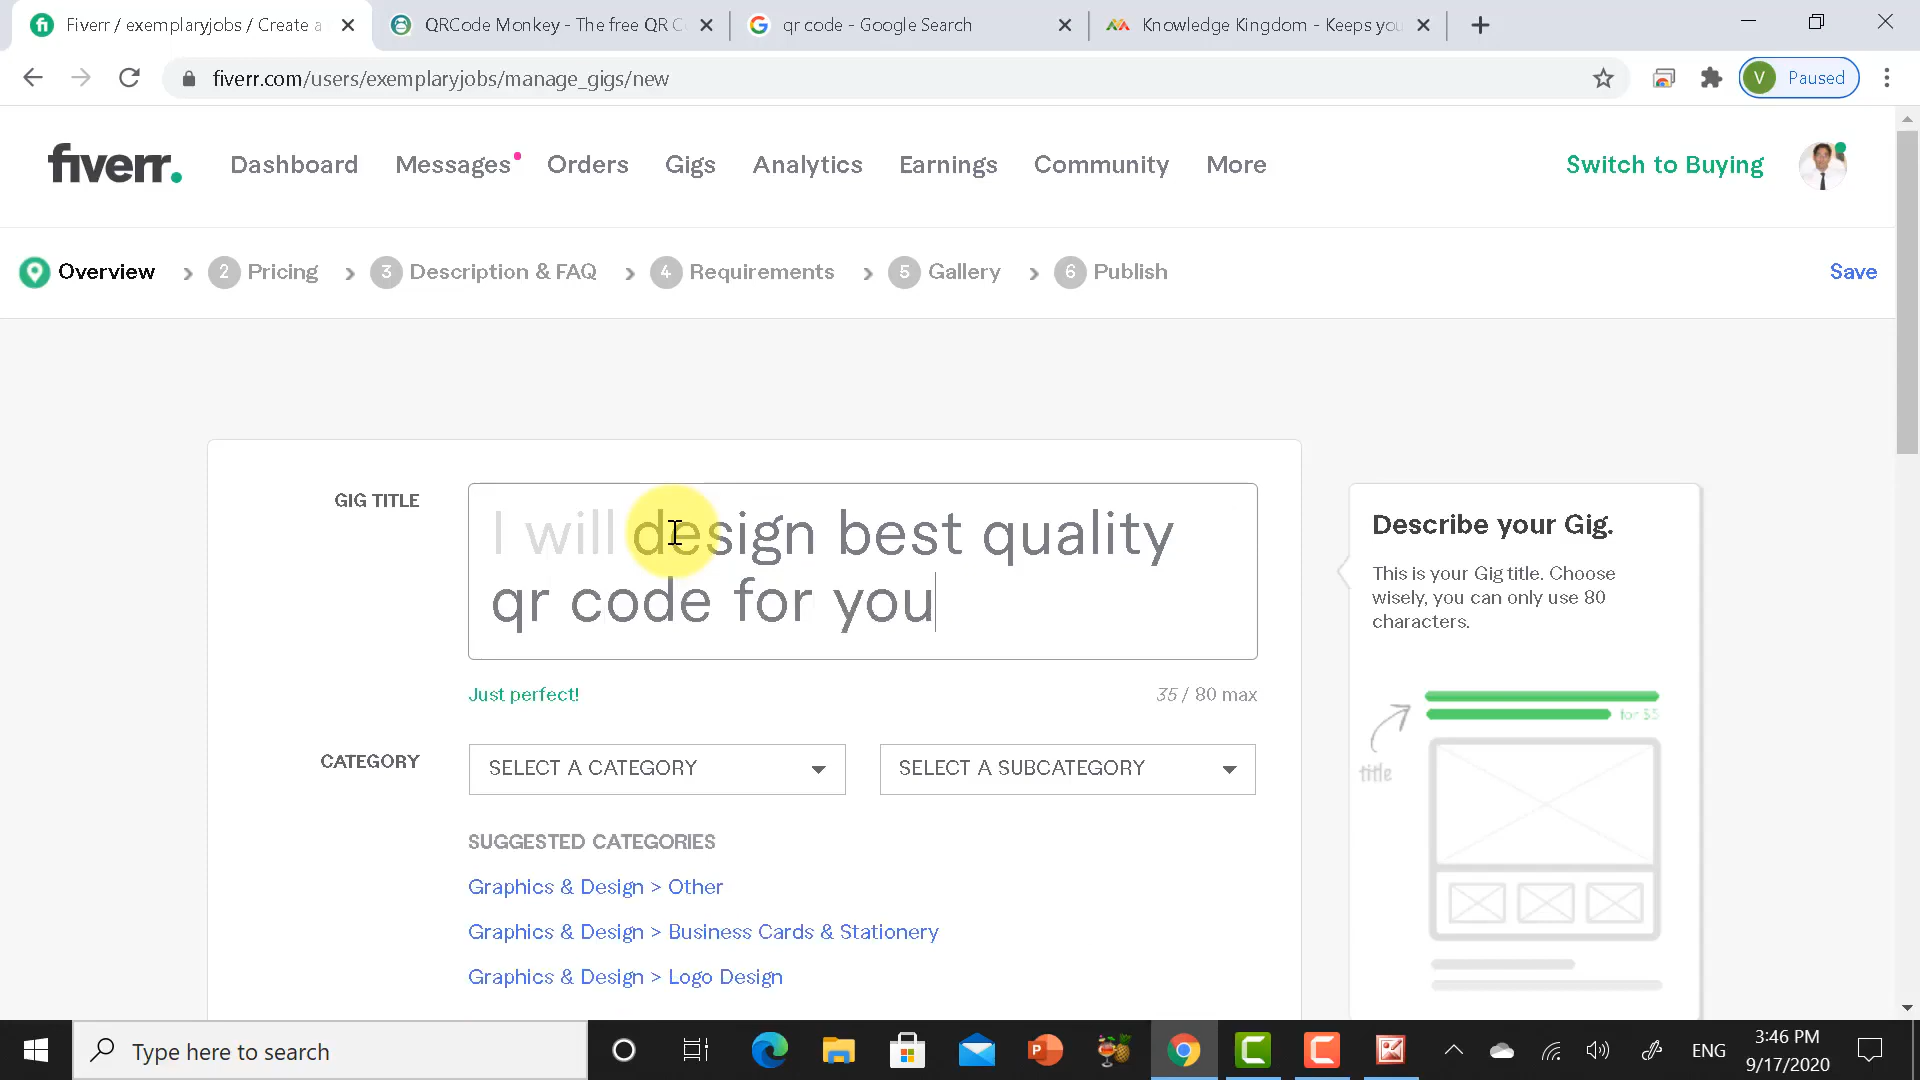 Fiverr / exemplaryjobs / Create a
QRCode Monkey - The free QR C
qr code - Google Search
Knowledge Kingdom - Keeps you
fiverr.com/users/exemplaryjobs/manage_gigs/new
V Paused
fiverr.
Dashboard
Messages
Orders
Gigs
Analytics
Earnings
Community
More
Switch to Buying
Overview
2 Pricing
3 Description & FAQ
4 Requirements
5 Gallery
6 Publish
Save
GIG TITLE
I will design best quality
qr code for you
Just perfect!
35 / 80 max
Describe your Gig.
This is your Gig title. Choose
wisely, you can only use 80
characters.
for $5
title
CATEGORY
SELECT A CATEGORY
SELECT A SUBCATEGORY
SUGGESTED CATEGORIES
Graphics & Design > Other
Graphics & Design > Business Cards & Stationery
Graphics & Design > Logo Design
Type here to search
ENG
3:46 PM
9/17/2020